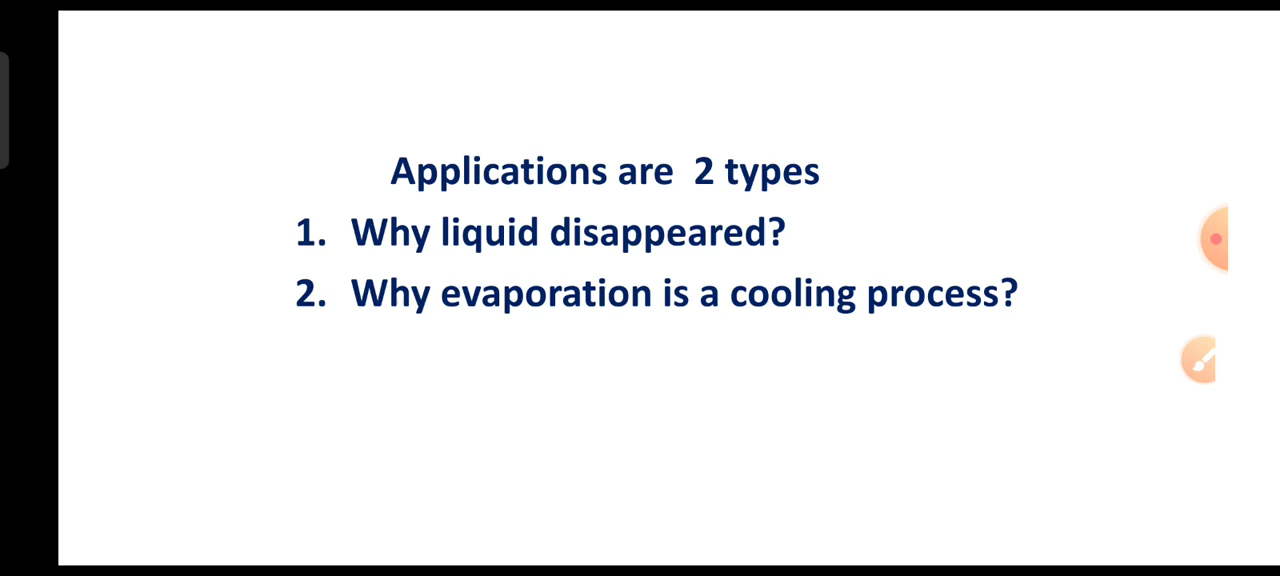 Applications are 2 types
1. Why liquid disappeared?
2. Why evaporation is a cooling process?